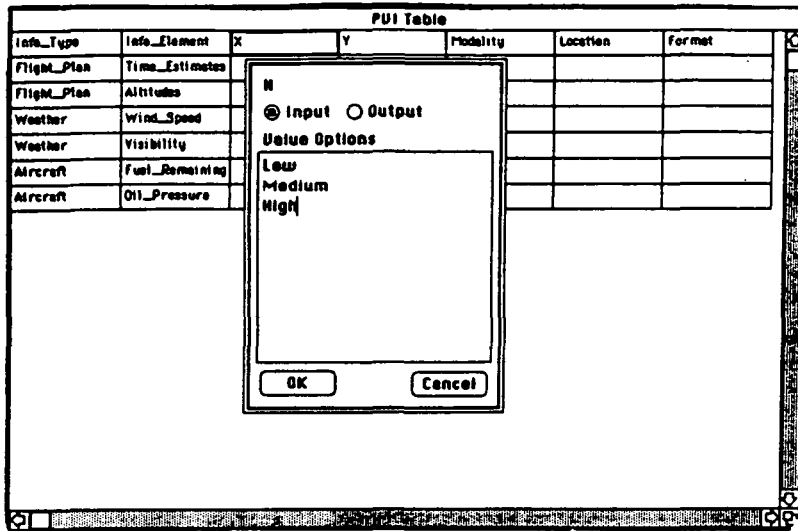 PVI Table
Info_Type Info_Element X Y Modality Location Format
Flight_Plan Time_Estimates
Flight_Plan Altitudes
Weather Wind_Speed
Weather Visibility
Aircraft Fuel_Remaining
Aircraft Oil_Pressure
Input Output
Value Options
Low
Medium
High
OK Cancel